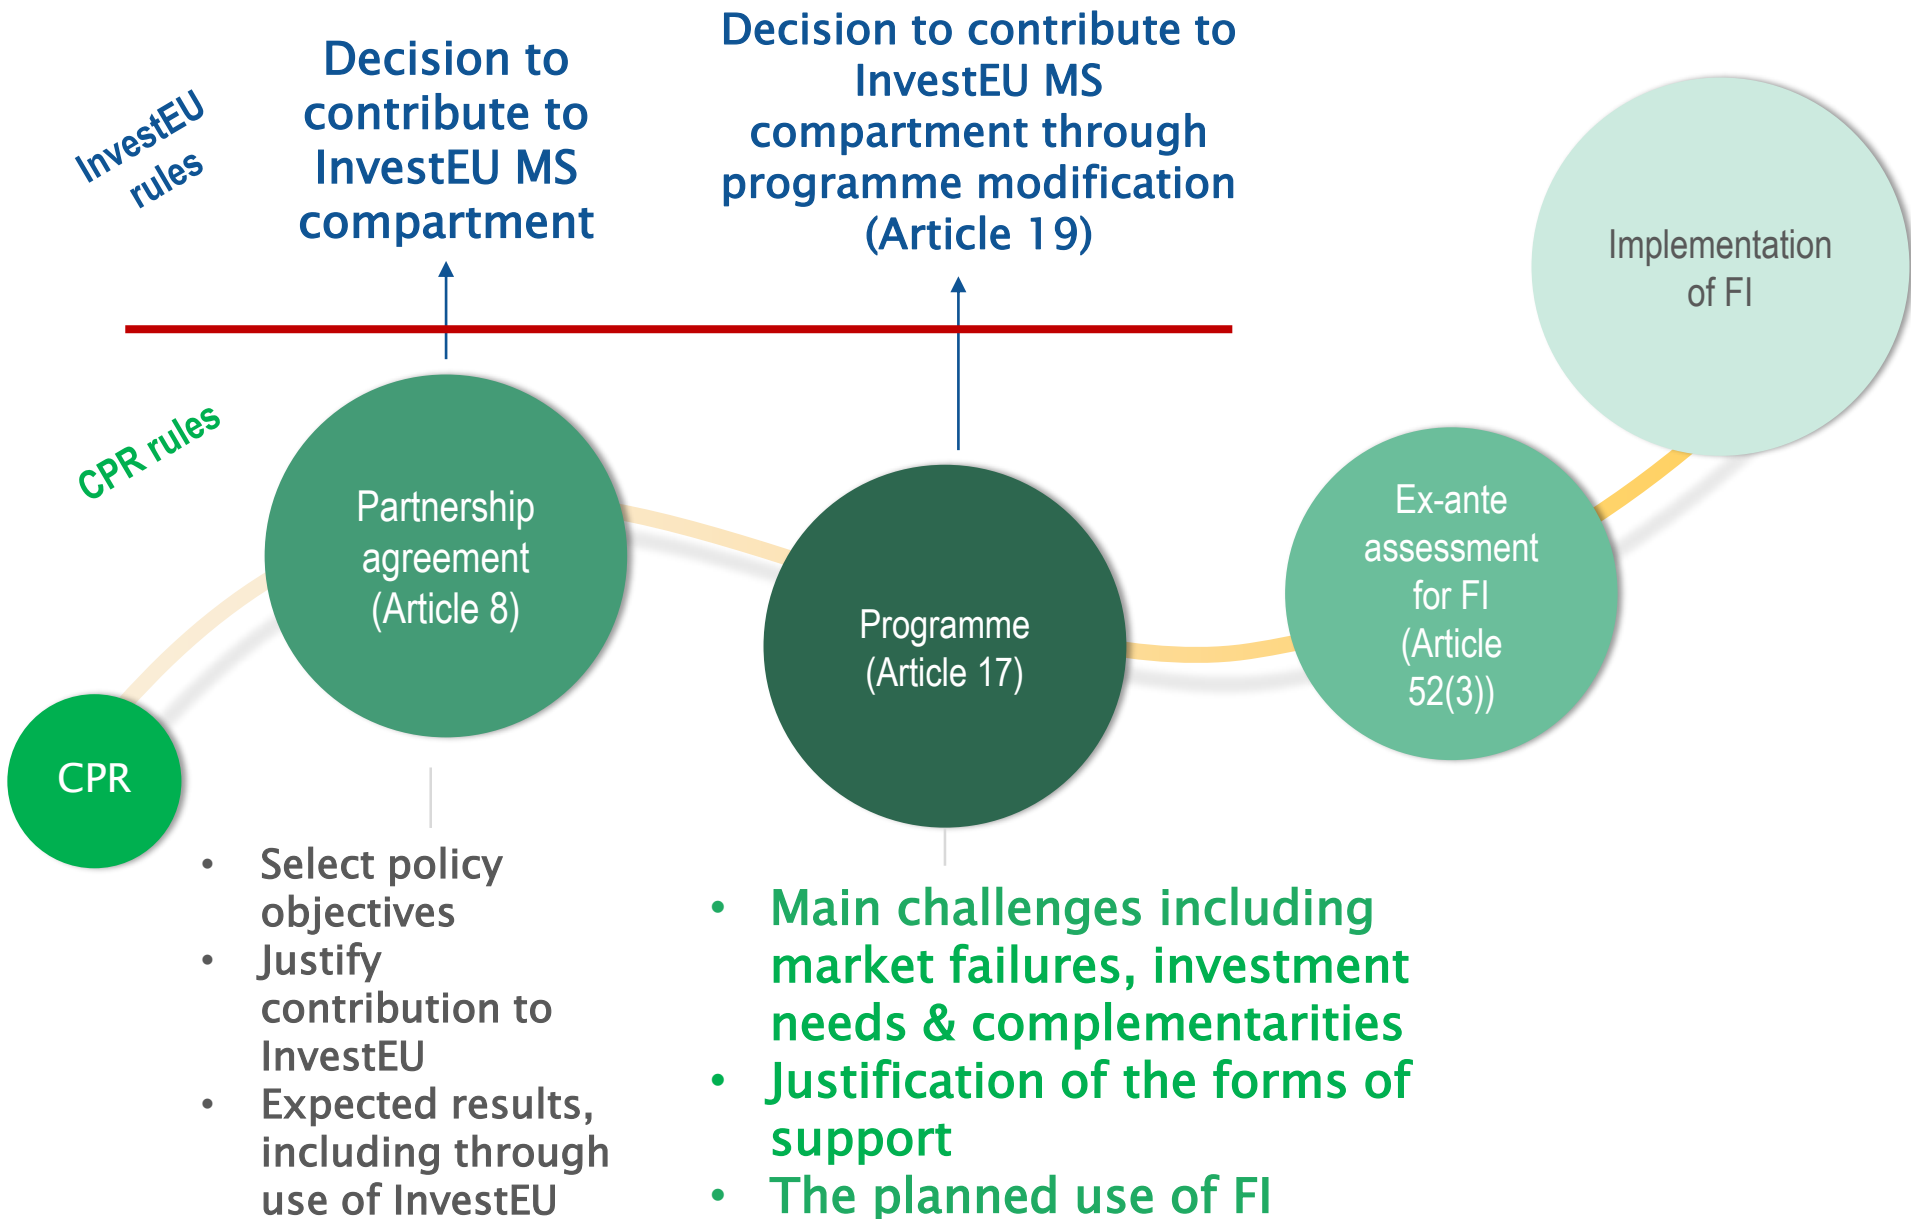 InvestEU
rules
Decision to
contribute to
InvestEU MS
compartment
Decision to contribute to
InvestEU MS
compartment through
programme modification
(Article 19)
Implementation
of FI
CPR rules
Partnership
agreement
(Article 8)
Programme
(Article 17)
Ex-ante
assessment
for FI
(Article
52(3))
CPR
• Select policy
objectives
• Justify
contribution to
InvestEU
• Expected results,
including through
use of InvestEU
• Main challenges including
market failures, investment
needs & complementarities
• Justification of the forms of
support
• The planned use of FI